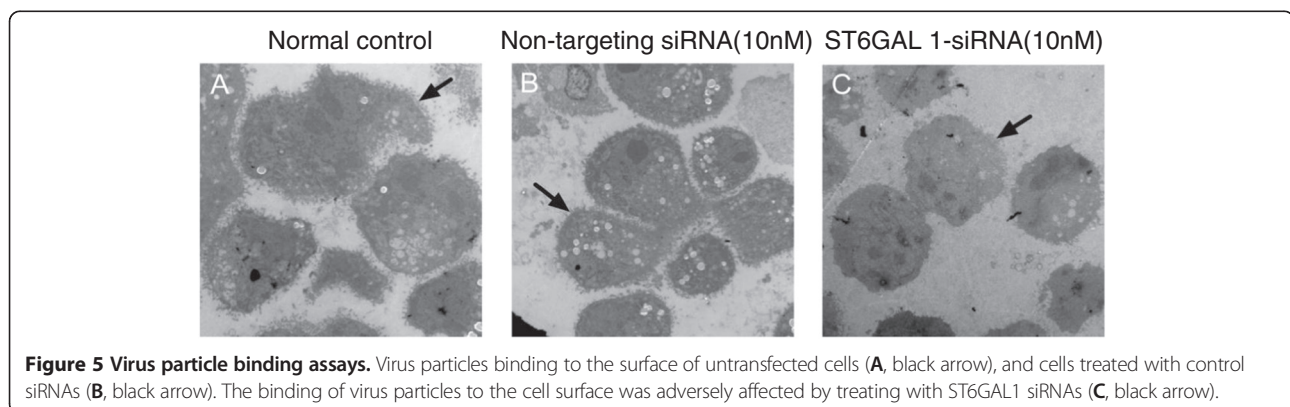 Normal control Non-targeting siRNA(10nM) ST6GAL 1-siRNA(10nM)
A B C
Figure 5 Virus particle binding assays. Virus particles binding to the surface of untransfected cells (A, black arrow), and cells treated with control
siRNAs (B, black arrow). The binding of virus particles to the cell surface was adversely affected by treating with ST6GAL1 siRNAs (C, black arrow).